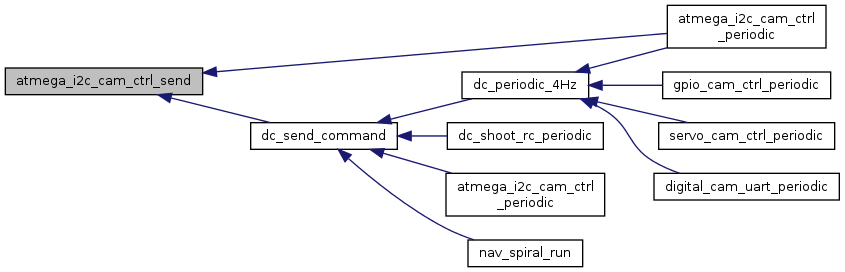 atmega_i2c_cam_ctrl_send
dc_send_command
dc_periodic_4Hz
atmega_i2c_cam_ctrl
_periodic
gpio_cam_ctrl_periodic
servo_cam_ctrl_periodic
digital_cam_uart_periodic
dc_shoot_rc_periodic
atmega_i2c_cam_ctrl
_periodic
nav_spiral_run